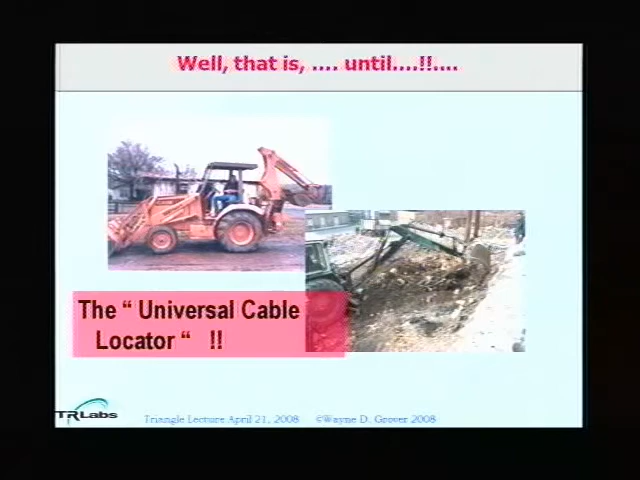 Well, that is, .... until....!!....
The “ Universal Cable
Locator “ !!
TRLabs
Triangle Lecture April 21, 2008 ©Wayne D. Grover 2008